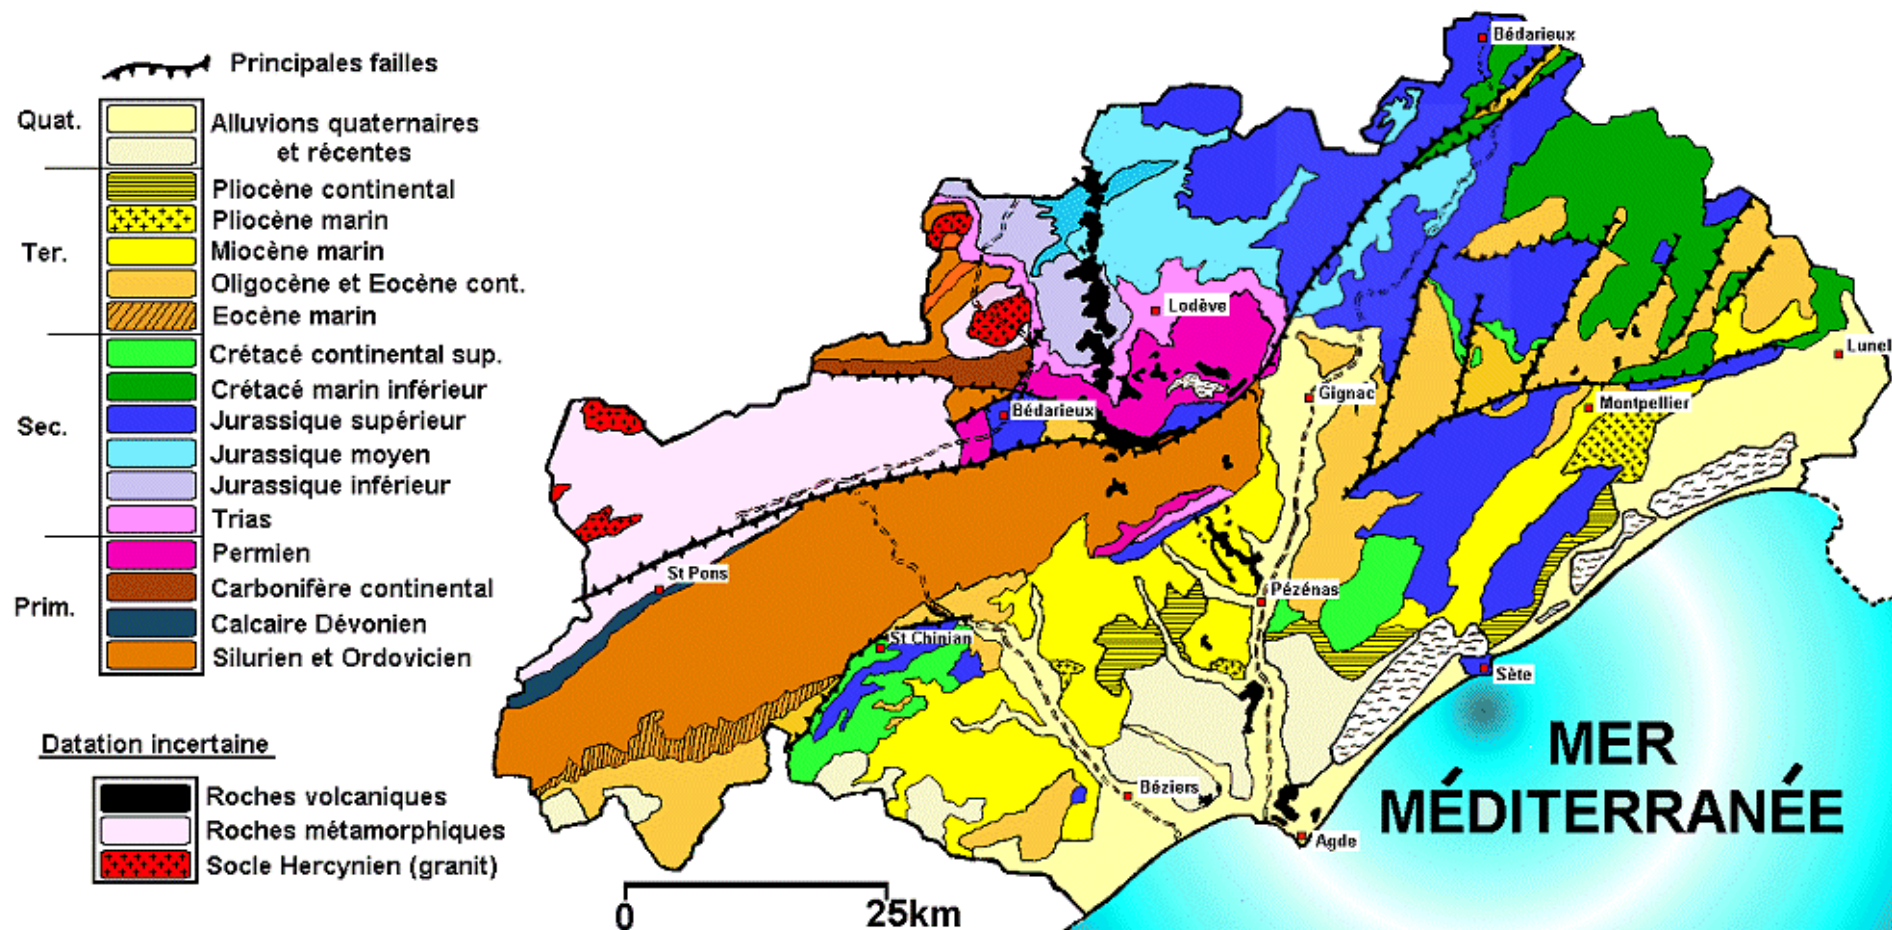 Principales failles
Quat.
Alluvions quaternaires
et récentes
Ter.
Pliocène continental
Pliocène marin
Miocène marin
Oligocène et Eocène cont.
Eocène marin
Sec.
Crétacé continental sup.
Crétacé marin inférieur
Jurassique supérieur
Jurassique moyen
Jurassique inférieur
Trias
Prim.
Permien
Carbonifère continental
Calcaire Dévonien
Silurien et Ordovicien
Datation incertaine
Roches volcaniques
Roches métamorphiques
Socle Hercynien (granit)
Bédarieux
Lodève
Lunel
Gignac
Montpellier
Bédarieux
St Pons
Pézénas
St Chinian
Sète
Béziers
Agde
MER
MÉDITERRANÉE
0
25km